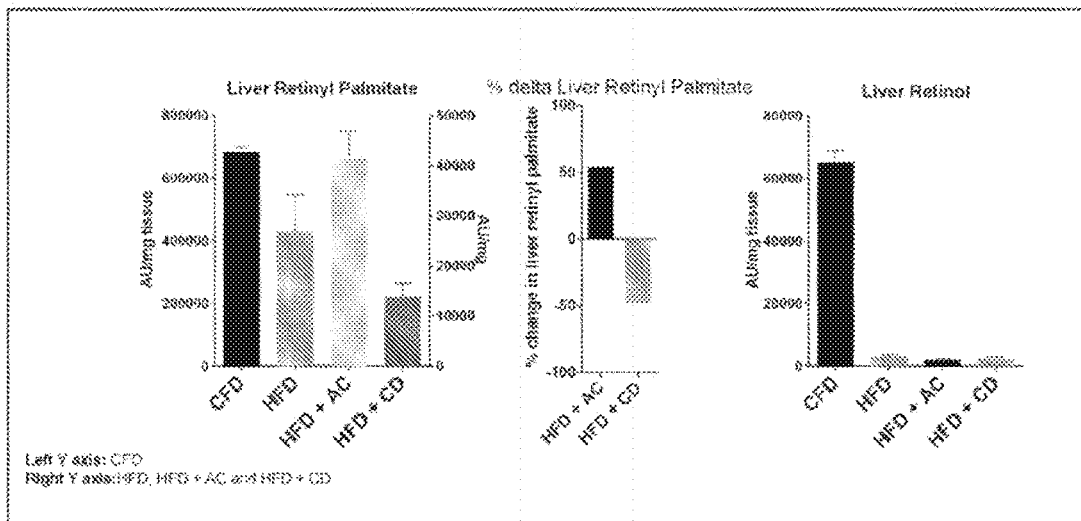 Liver Retinyl Palmitate
% delta Liver Retinyl Palmitate
Liver Retinol
AU/mg tissue
800000
600000
400000
200000
0
50000
40000
30000
20000
10000
0
AU/mg
CFD
HFD
HFD + AC
HFD + CD
% change in liver retinyl palmitate
100
50
0
-50
-100
HFD + AC
HFD + CD
AU/mg tissue
80000
60000
40000
20000
0
CFD
HFD
HFD + AC
HFD + CD
Left Y axis: CFD
Right Y axis: HFD, HFD + AC and HFD + CD